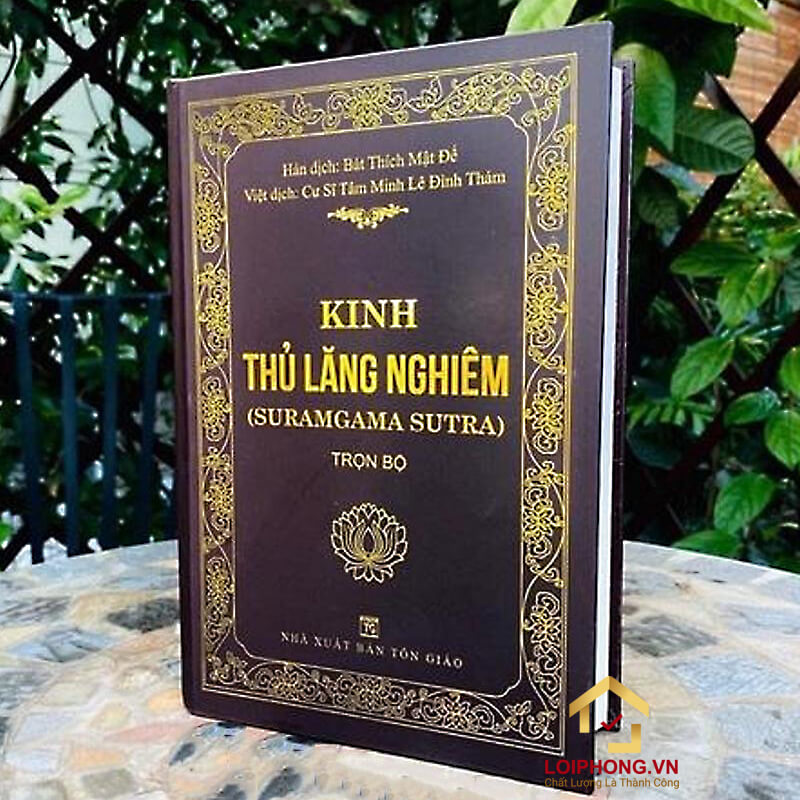 Hán dịch: Bát Thích Mật Đế
Việt dịch: Cư Sĩ Tâm Minh Lê Đình Thám
KINH
THỦ LĂNG NGHIÊM
(SURAMGAMA SUTRA)
TRỌN BỘ
TG
NHÀ XUẤT BẢN TÔN GIÁO
LOIPHONG.VN
Chất Lượng Là Thành Công